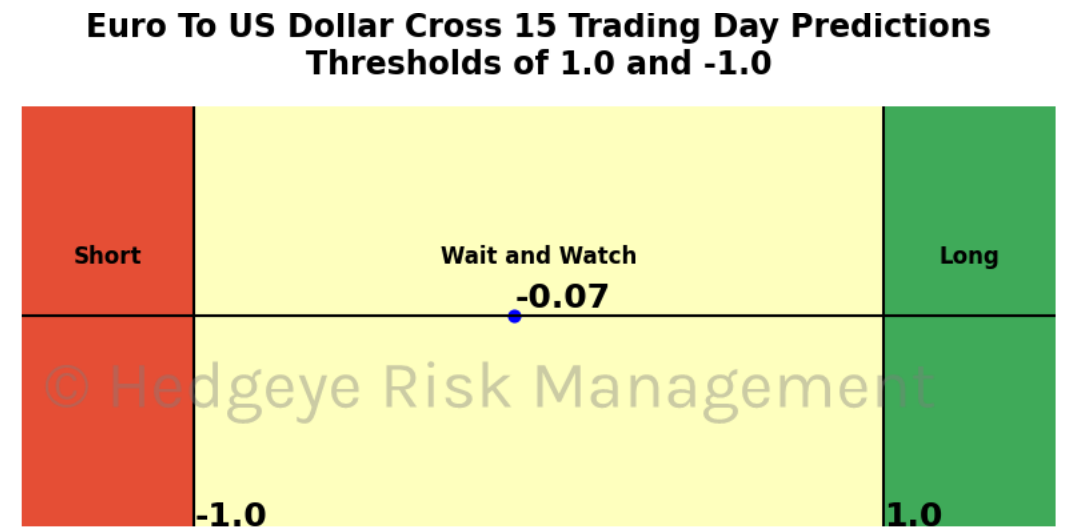 Euro To US Dollar Cross 15 Trading Day Predictions
Thresholds of 1.0 and -1.0
Short
Wait and Watch
Long
-0.07
© Hedgeye Risk Management
-1.0
1.0